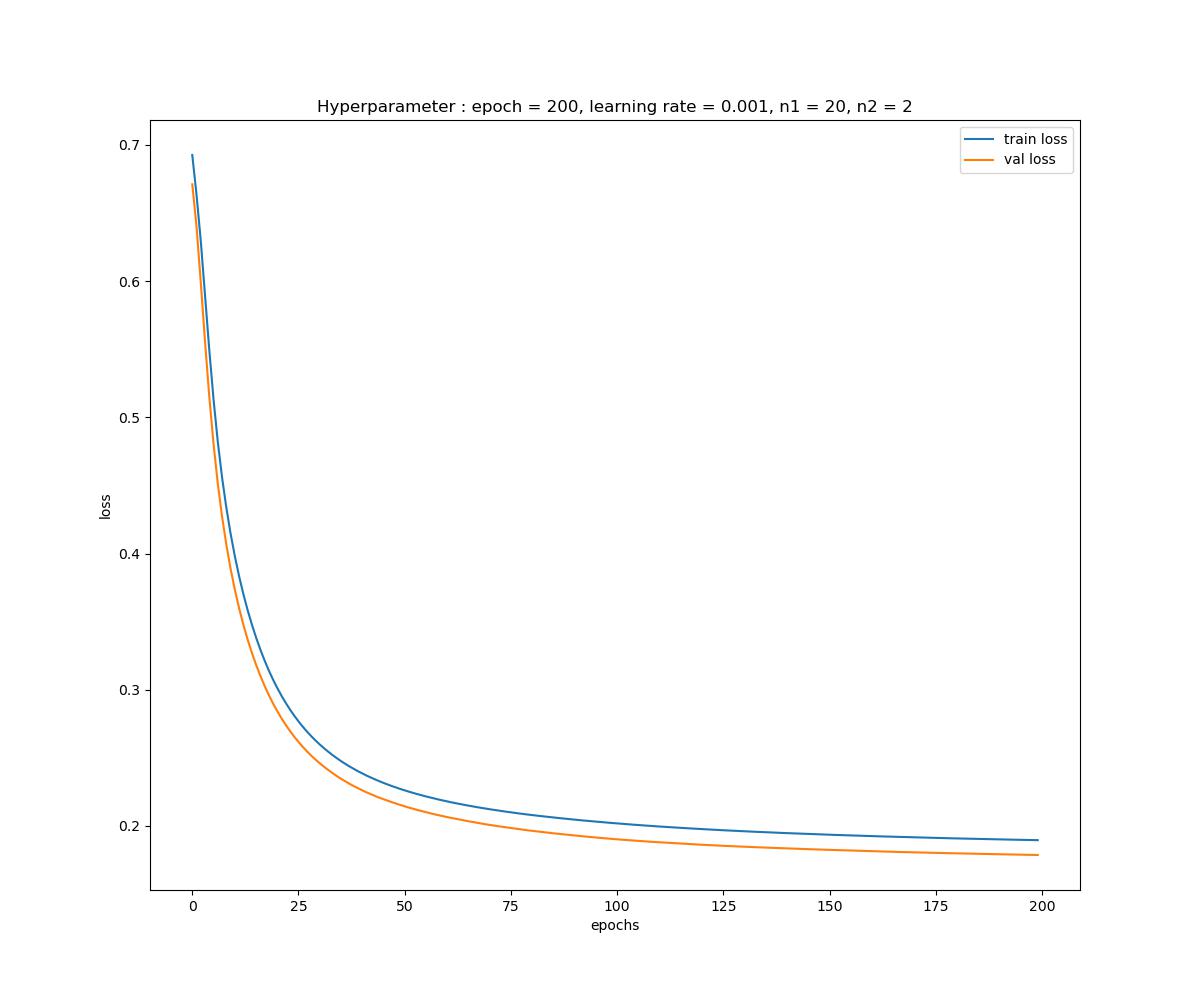 Hyperparameter : epoch = 200, learning rate = 0.001, n1 = 20, n2 = 2
train loss
val loss
0.7
0.6
0.5
0.4
0.3
0.2
loss
0 25 50 75 100 125 150 175 200
epochs